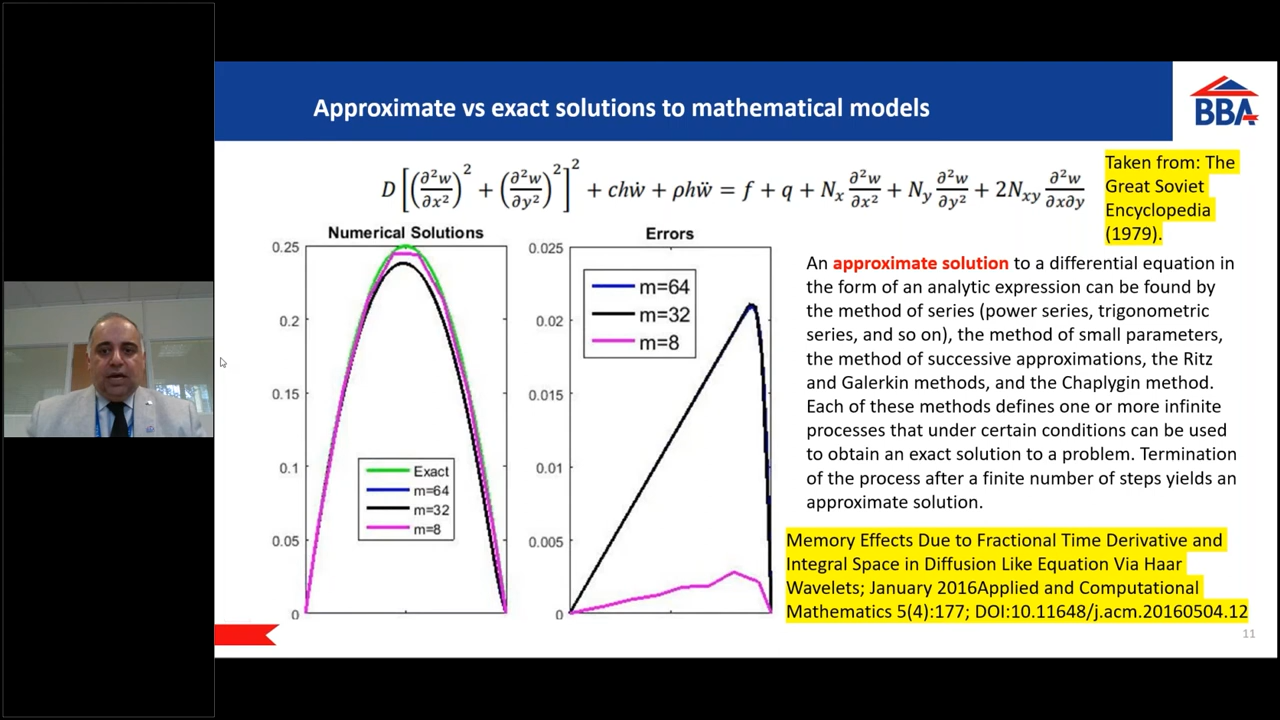 Approximate vs exact solutions to mathematical models
BBA
D[(∂²w/∂x²)² + (∂²w/∂y²)²]² + chẇ + ρhẅ = f + q + Nₓ ∂²w/∂x² + Nᵧ ∂²w/∂y² + 2Nₓᵧ ∂²w/∂x∂y
Taken from: The
Great Soviet
Encyclopedia
(1979).
Numerical Solutions
0.25
0.2
0.15
0.1
0.05
0
Exact
m=64
m=32
m=8
Errors
0.025
0.02
0.015
0.01
0.005
0
m=64
m=32
m=8
An approximate solution to a differential equation in
the form of an analytic expression can be found by
the method of series (power series, trigonometric
series, and so on), the method of small parameters,
the method of successive approximations, the Ritz
and Galerkin methods, and the Chaplygin method.
Each of these methods defines one or more infinite
processes that under certain conditions can be used
to obtain an exact solution to a problem. Termination
of the process after a finite number of steps yields an
approximate solution.
Memory Effects Due to Fractional Time Derivative and
Integral Space in Diffusion Like Equation Via Haar
Wavelets; January 2016Applied and Computational
Mathematics 5(4):177; DOI:10.11648/j.acm.20160504.12
11